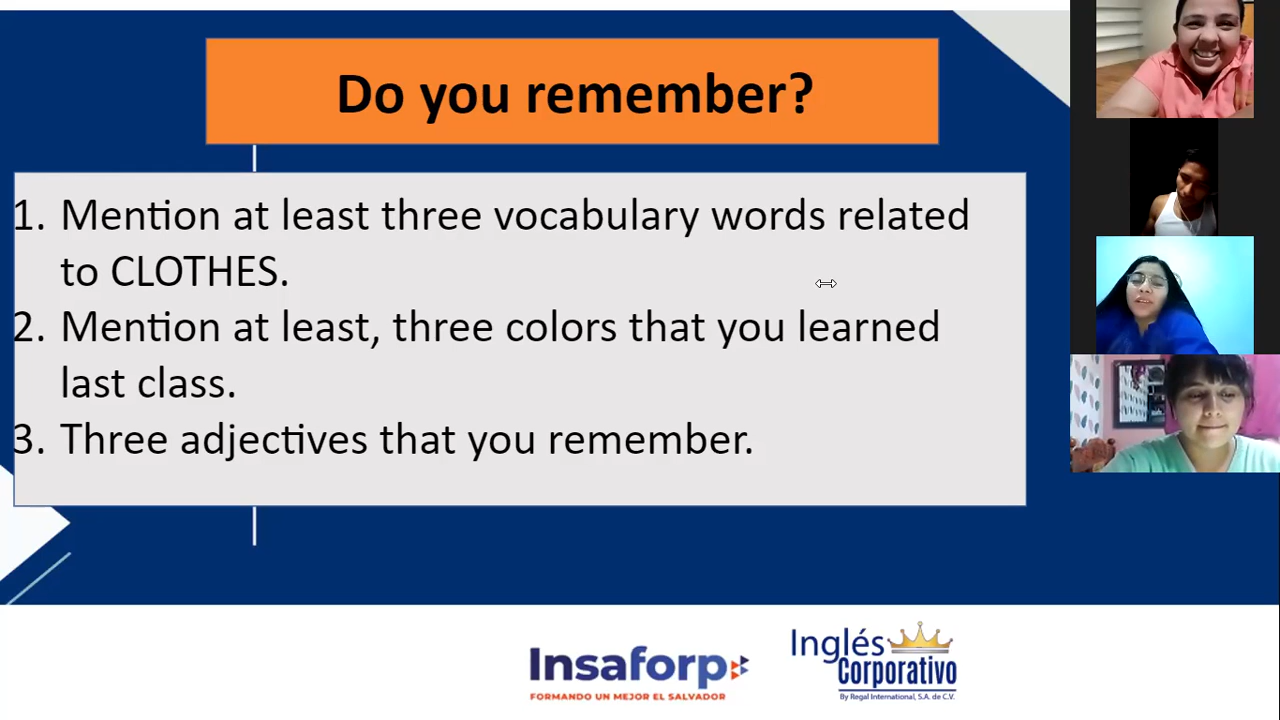 Do you remember?
1. Mention at least three vocabulary words related
to CLOTHES.
2. Mention at least, three colors that you learned
last class.
3. Three adjectives that you remember.
Insaforp
FORMANDO UN MEJOR EL SALVADOR
Inglés
Corporativo
By Regal International, S.A. de C.V.